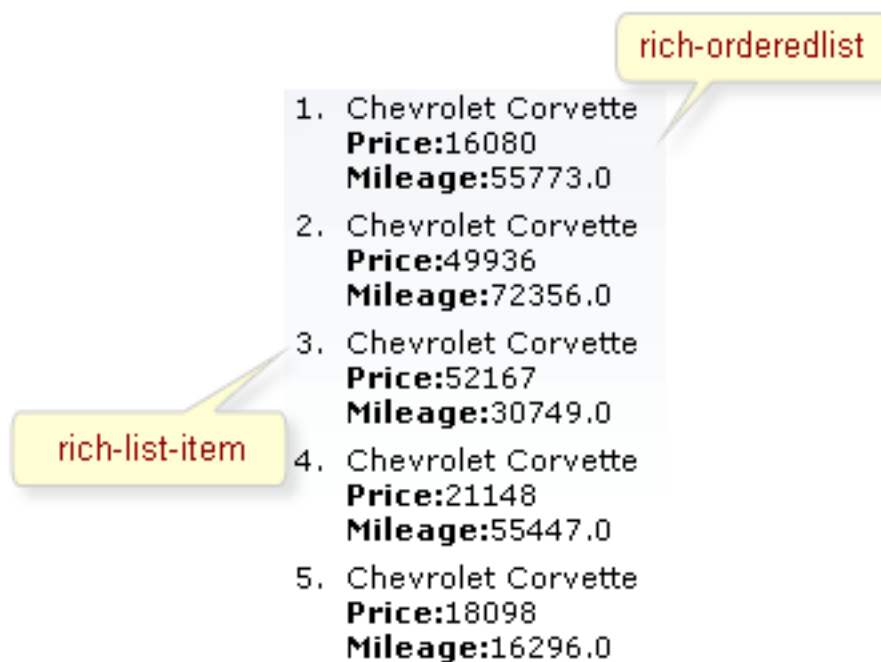 rich-orderedlist
1. Chevrolet Corvette
Price:16080
Mileage:55773.0
2. Chevrolet Corvette
Price:49936
Mileage:72356.0
3. Chevrolet Corvette
Price:52167
Mileage:30749.0
rich-list-item
4. Chevrolet Corvette
Price:21148
Mileage:55447.0
5. Chevrolet Corvette
Price:18098
Mileage:16296.0